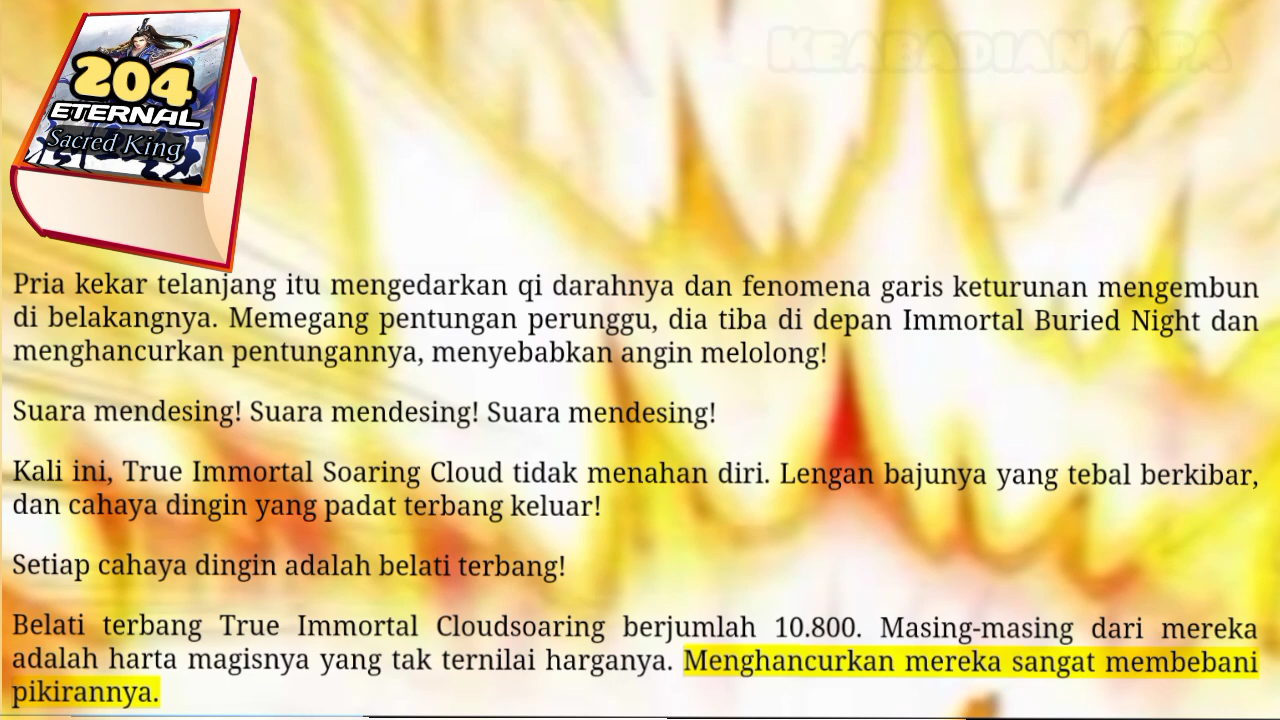 KEABADIAN APA
204
ETERNAL
Sacred King
Pria kekar telanjang itu mengedarkan qi darahnya dan fenomena garis keturunan mengembun
di belakangnya. Memegang pentungan perunggu, dia tiba di depan Immortal Buried Night dan
menghancurkan pentungannya, menyebabkan angin melolong!
Suara mendesing! Suara mendesing! Suara mendesing!
Kali ini, True Immortal Soaring Cloud tidak menahan diri. Lengan bajunya yang tebal berkibar,
dan cahaya dingin yang padat terbang keluar!
Setiap cahaya dingin adalah belati terbang!
Belati terbang True Immortal Cloudsoaring berjumlah 10.800. Masing-masing dari mereka
adalah harta magisnya yang tak ternilai harganya. Menghancurkan mereka sangat membebani
pikirannya.